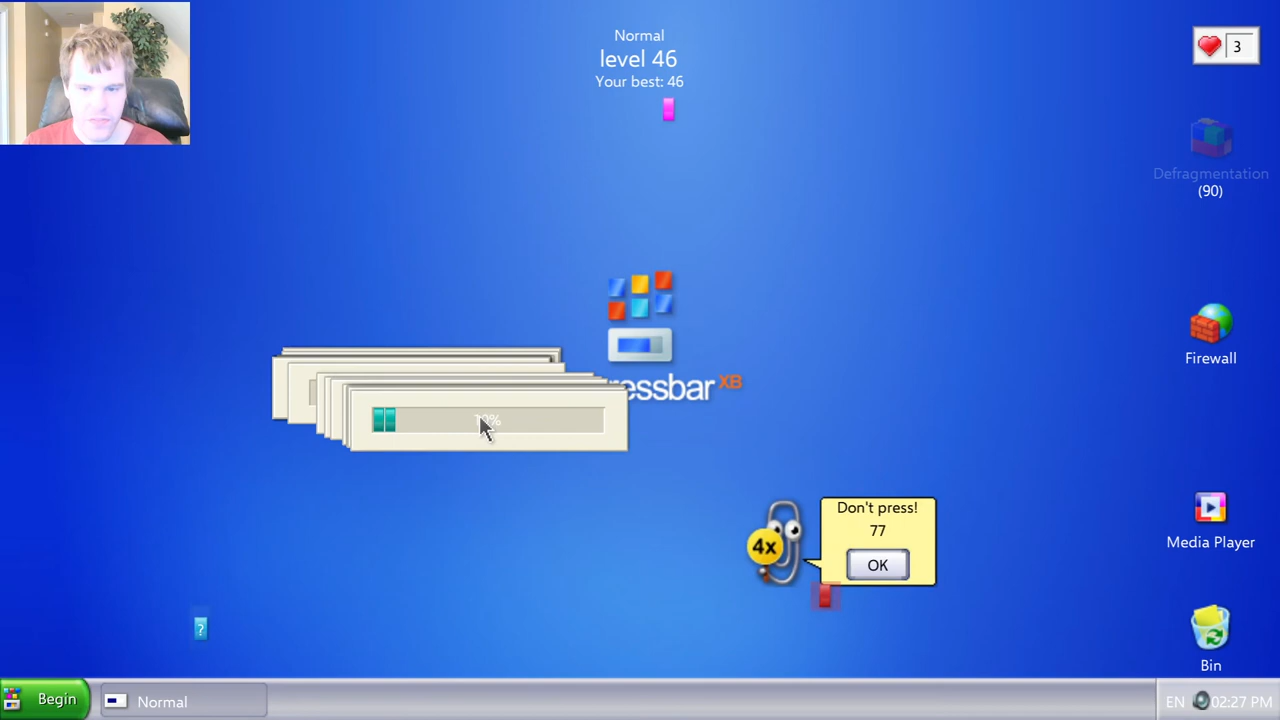 Normal
level 46
Your best: 46
3
Defragmentation
(90)
Firewall
essbar XB
Don't press!
77
4x
OK
Media Player
?
Bin
Begin
Normal
EN
02:27 PM